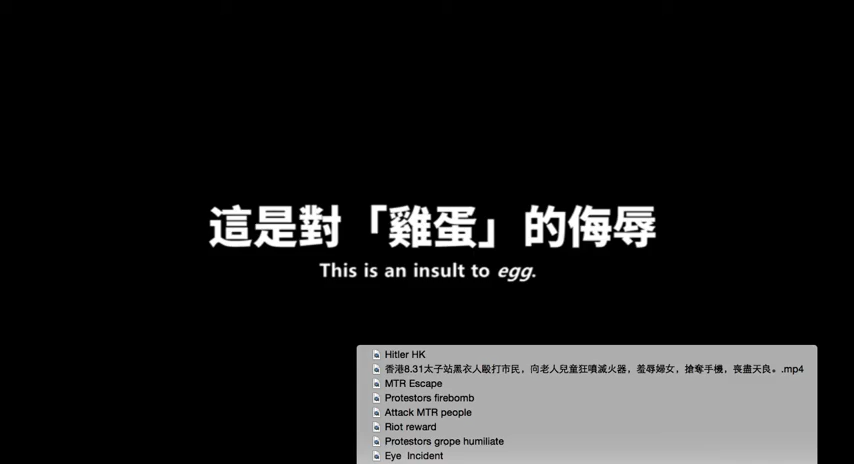 這是對「雞蛋」的侮辱
This is an insult to egg.
Hitler HK
香港8.31太子站黑衣人毆打市民，向老人兒童狂噴滅火器，羞辱婦女，搶奪手機，喪盡天良。.mp4
MTR Escape
Protestors firebomb
Attack MTR people
Riot reward
Protestors grope humiliate
Eye Incident